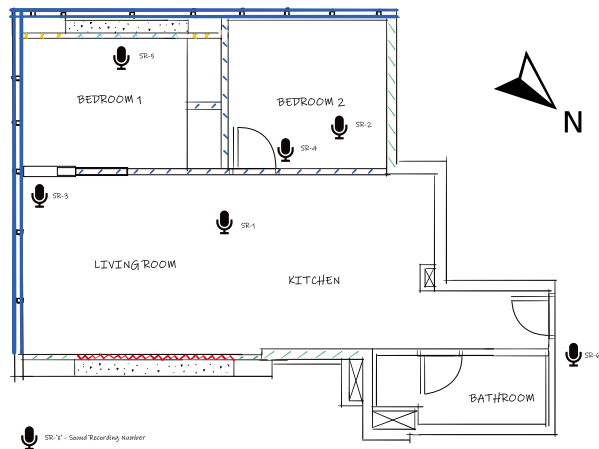 SR-5
BEDROOM 1
BEDROOM 2
SR-2
N
SR-4
SR-3
SR-1
LIVING ROOM
KITCHEN
SR-6
BATHROOM
SR-'X' - Sound Recording Number